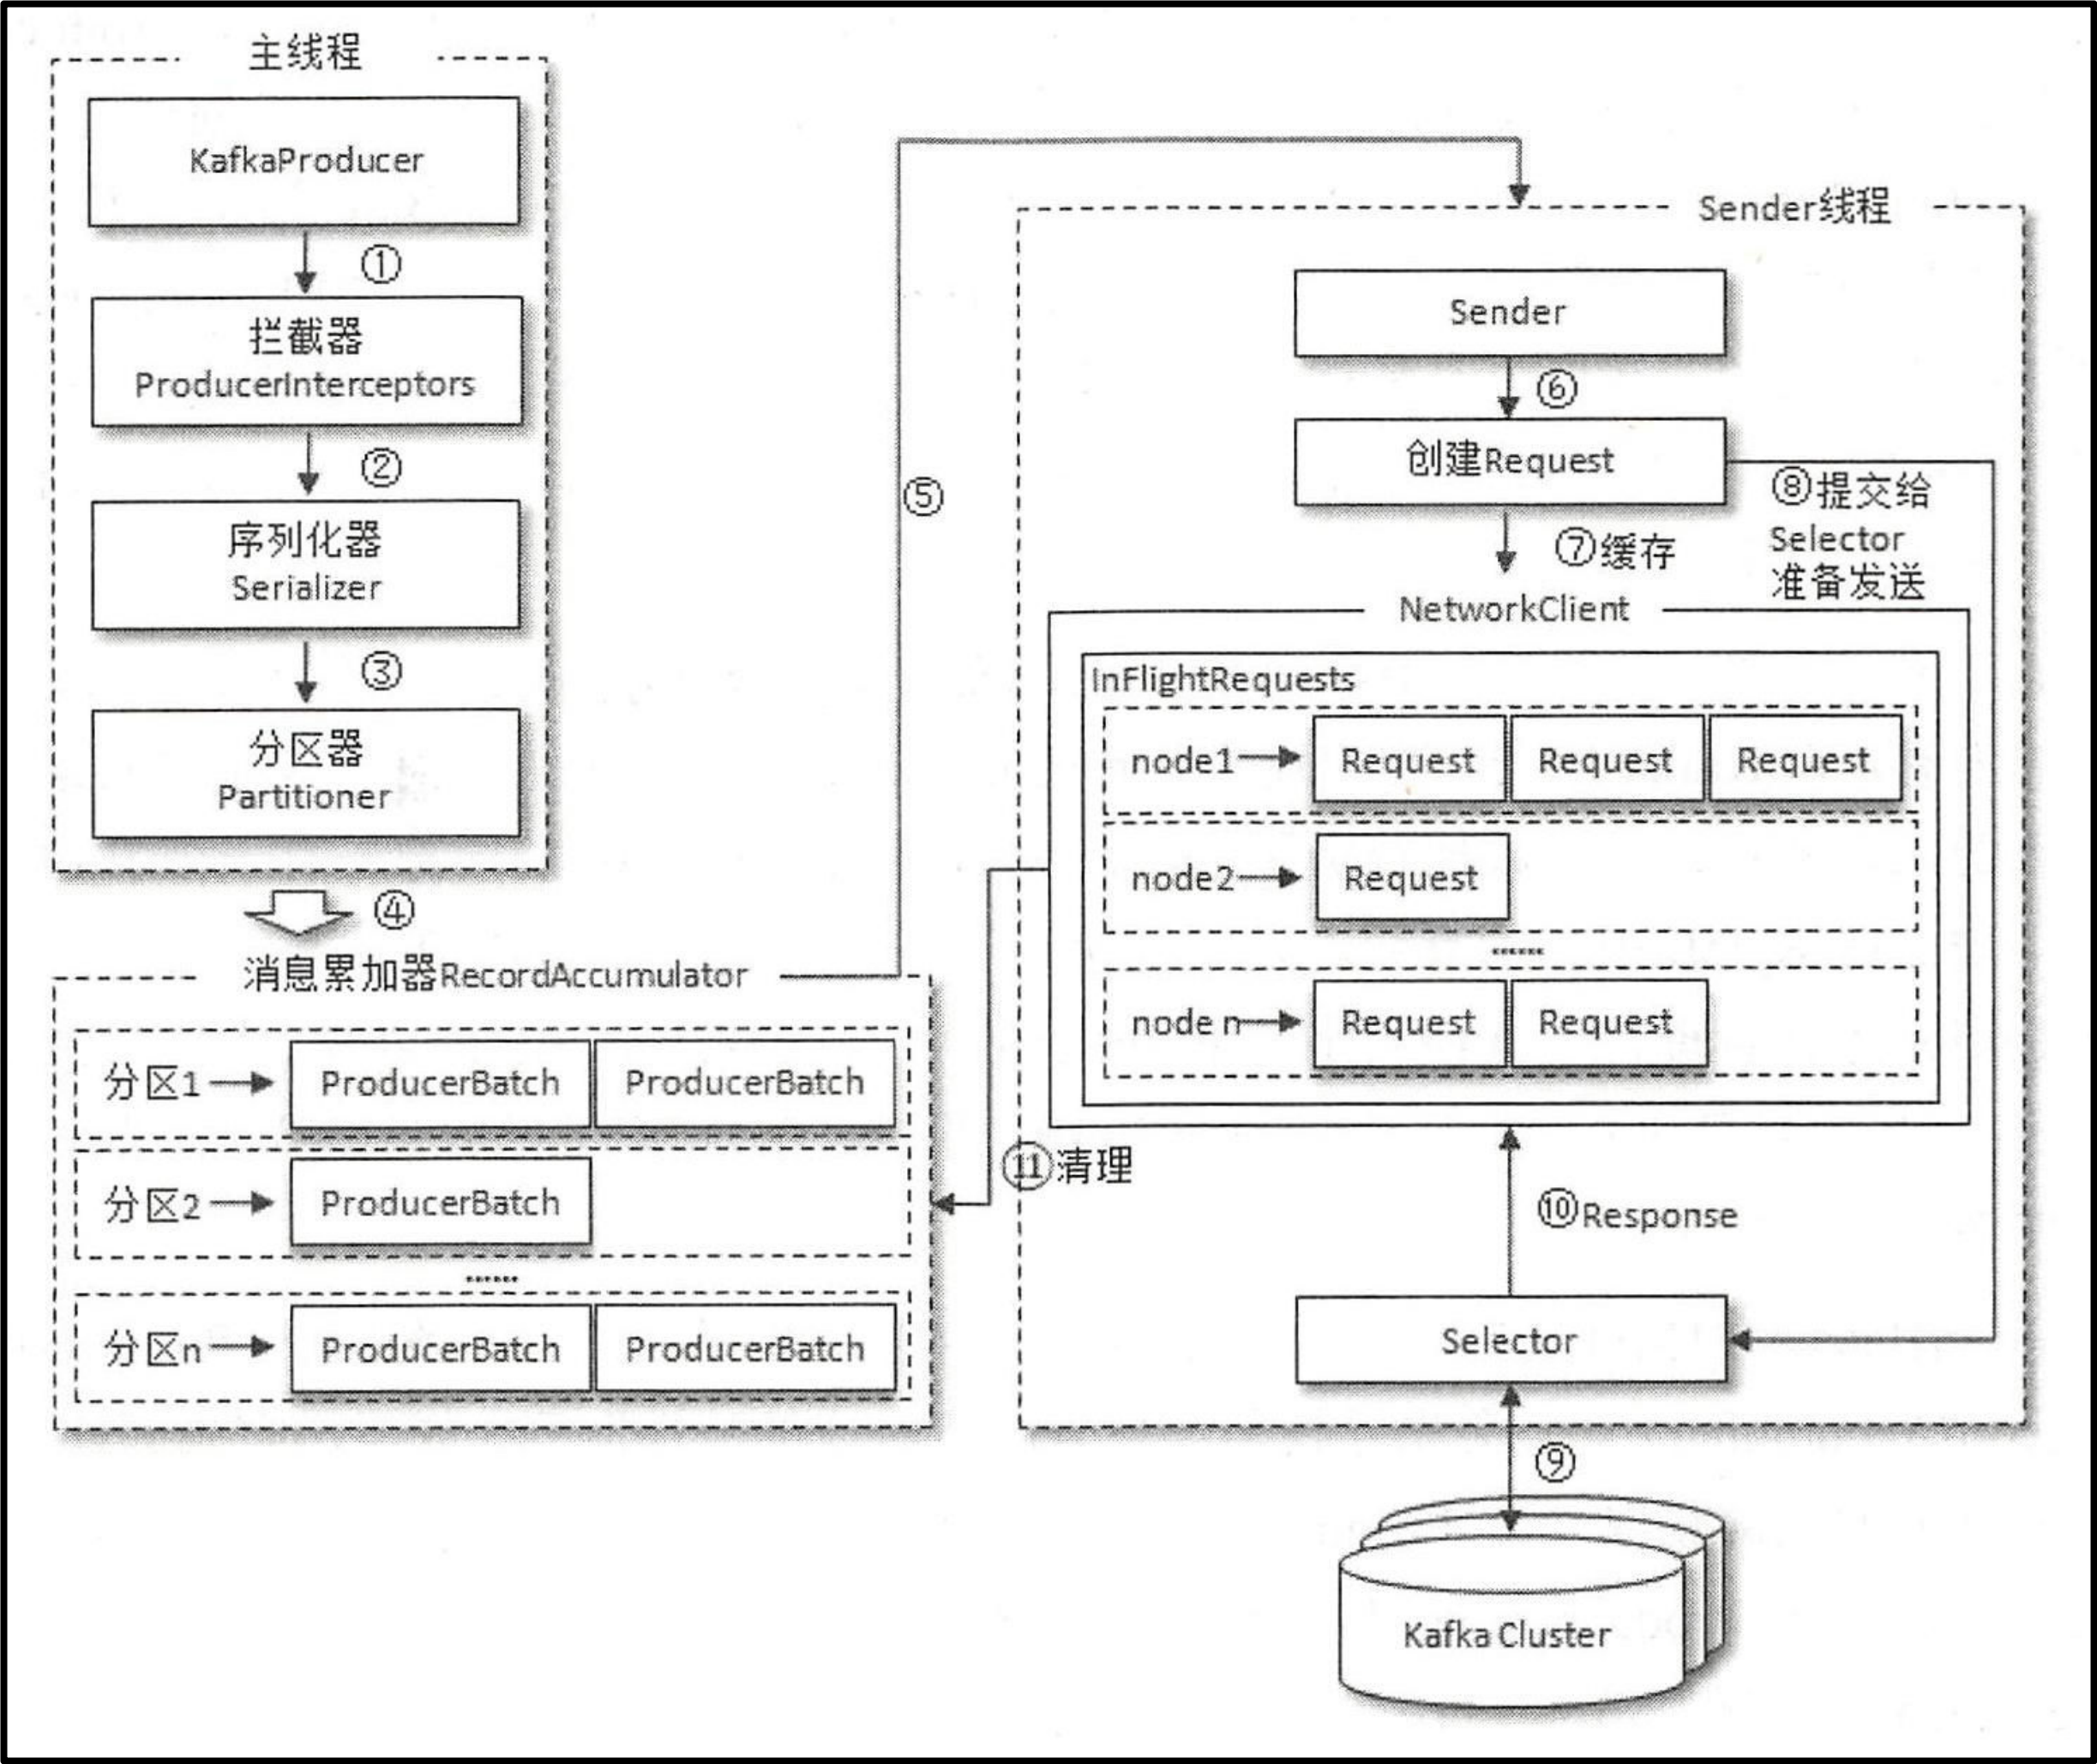 主线程
KafkaProducer
①
拦截器
ProducerInterceptors
②
序列化器
Serializer
③
分区器
Partitioner
④
消息累加器RecordAccumulator
分区1
ProducerBatch
ProducerBatch
分区2
ProducerBatch
......
分区n
ProducerBatch
ProducerBatch
⑤
Sender线程
Sender
⑥
创建Request
⑦缓存
⑧提交给
Selector
准备发送
NetworkClient
InFlightRequests
node1
Request
Request
Request
node2
Request
......
node n
Request
Request
⑪清理
⑩Response
Selector
⑨
Kafka Cluster